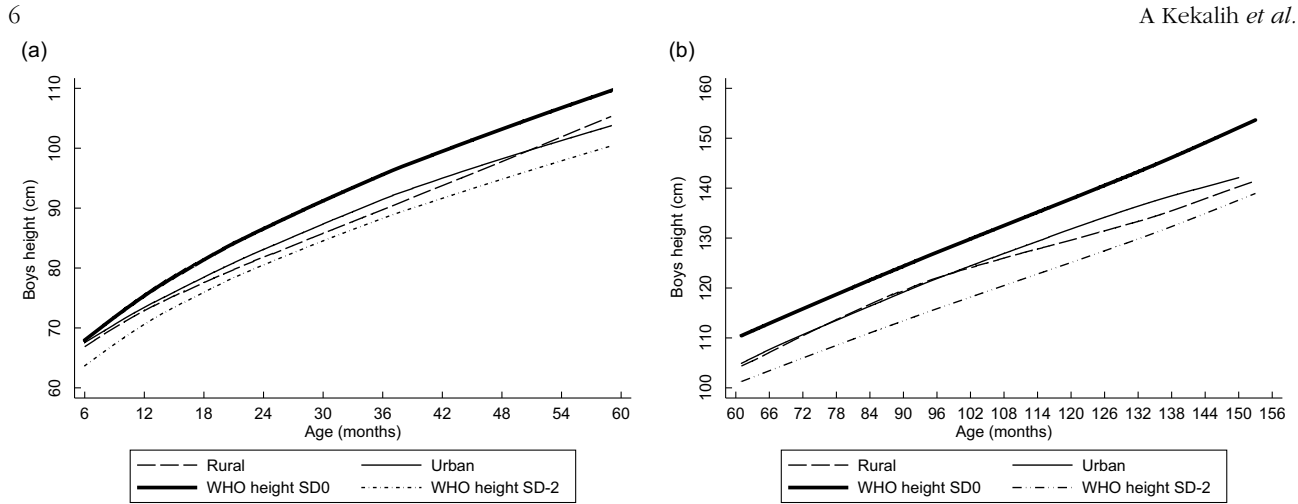 6
A Kekalih et al.
(a)
110
100
90
80
70
60
Boys height (cm)
6 12 18 24 30 36 42 48 54 60
Age (months)
Rural Urban
WHO height SD0 WHO height SD-2
(b)
160
150
140
130
120
110
100
Boys height (cm)
60 66 72 78 84 90 96 102 108 114 120 126 132 138 144 150 156
Age (months)
Rural Urban
WHO height SD0 WHO height SD-2